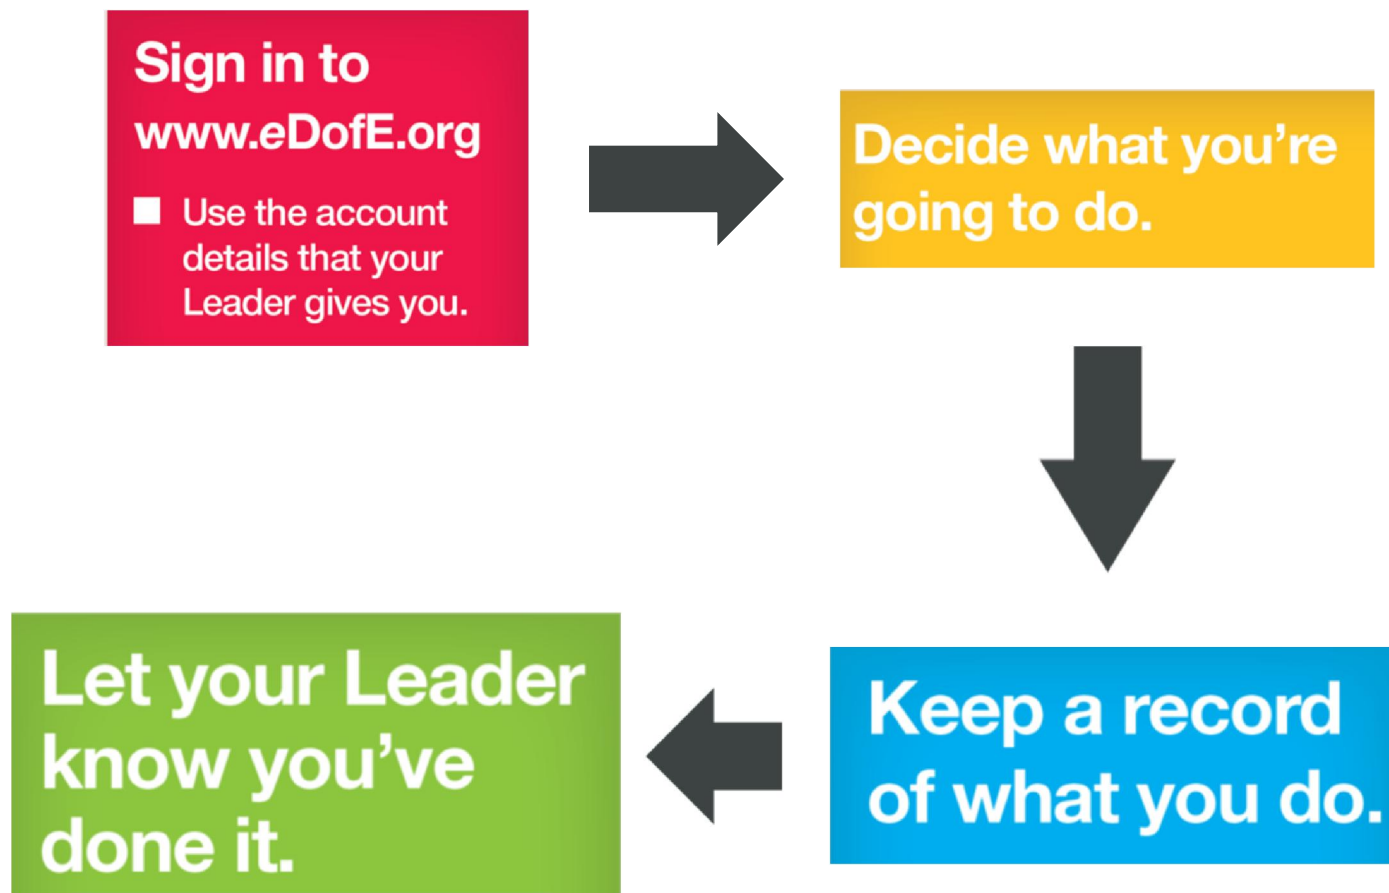 Sign in to
www.eDofE.org
Use the account
details that your
Leader gives you.
Decide what you're
going to do.
Keep a record
of what you do.
Let your Leader
know you've
done it.